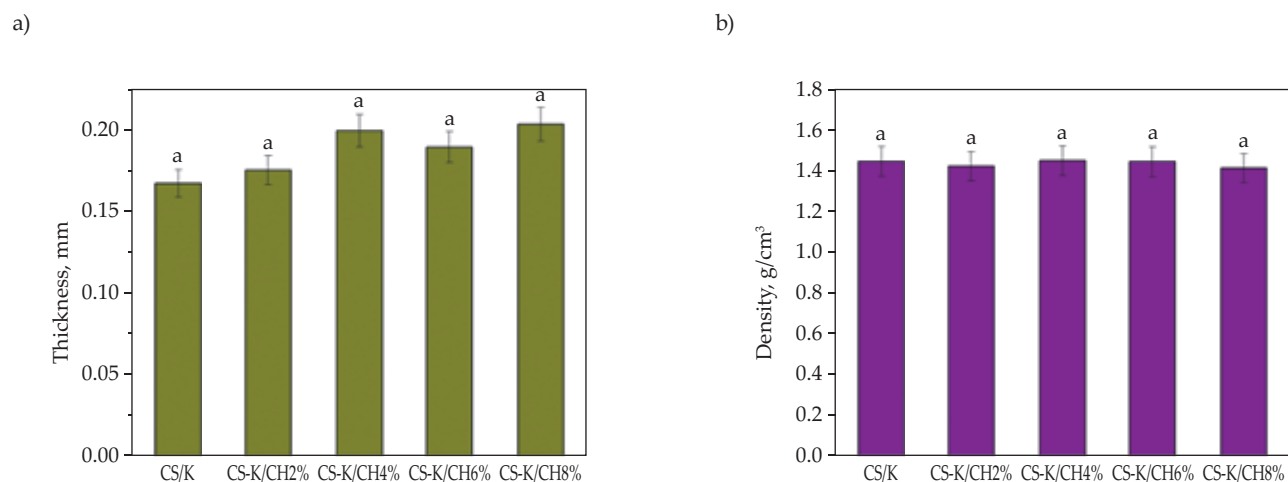 a)
Thickness, mm
0.20
0.15
0.10
0.05
0.00
a
a
a
a
a
CS/K
CS-K/CH2%
CS-K/CH4%
CS-K/CH6%
CS-K/CH8%
b)
Density, g/cm³
1.8
1.6
1.4
1.2
1.0
0.8
0.6
0.4
0.2
0.0
a
a
a
a
a
CS/K
CS-K/CH2%
CS-K/CH4%
CS-K/CH6%
CS-K/CH8%